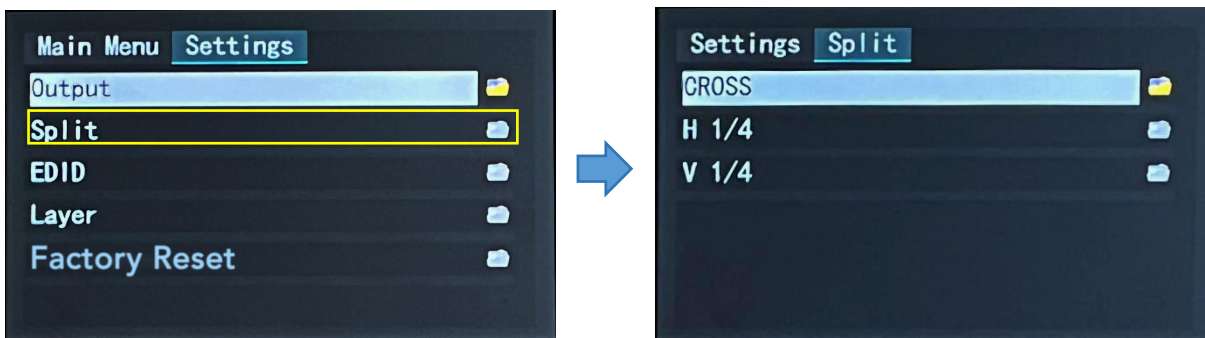 Main Menu Settings
Output
Split
EDID
Layer
Factory Reset
Settings Split
CROSS
H 1/4
V 1/4